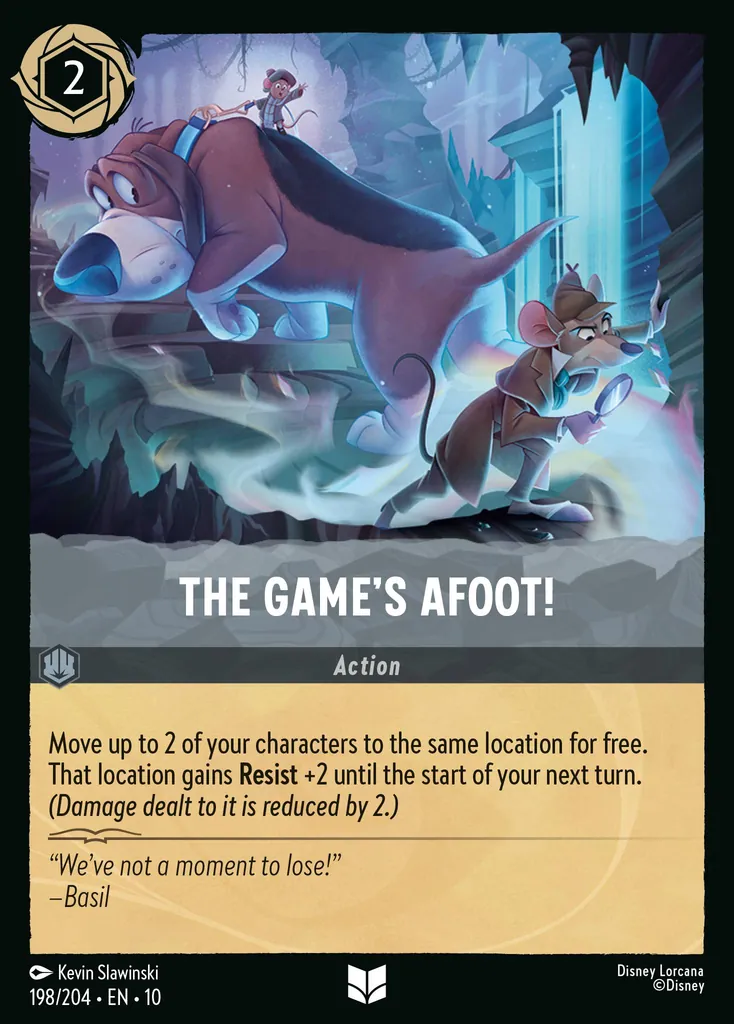 2
THE GAME’S AFOOT!
Action
Move up to 2 of your characters to the same location for free.
That location gains Resist +2 until the start of your next turn.
(Damage dealt to it is reduced by 2.)
“We’ve not a moment to lose!”
–Basil
Kevin Slawinski
198/204 • EN • 10
Disney Lorcana
©Disney